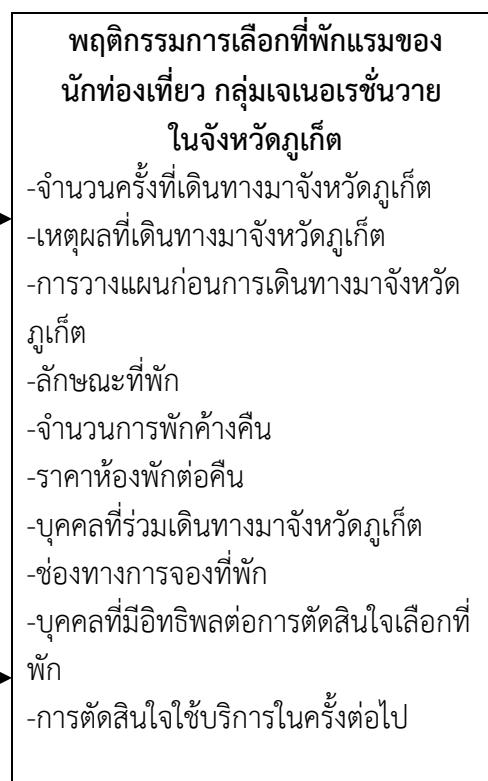 พฤติกรรมการเลือกที่พักแรมของ
นักท่องเที่ยว กลุ่มเจเนอเรชั่นวาย
ในจังหวัดภูเก็ต
-จำนวนครั้งที่เดินทางมาจังหวัดภูเก็ต
-เหตุผลที่เดินทางมาจังหวัดภูเก็ต
-การวางแผนก่อนการเดินทางมาจังหวัด
ภูเก็ต
-ลักษณะที่พัก
-จำนวนการพักค้างคืน
-ราคาห้องพักต่อคืน
-บุคคลที่ร่วมเดินทางมาจังหวัดภูเก็ต
-ช่องทางการจองที่พัก
-บุคคลที่มีอิทธิพลต่อการตัดสินใจเลือกที่
พัก
-การตัดสินใจใช้บริการในครั้งต่อไป